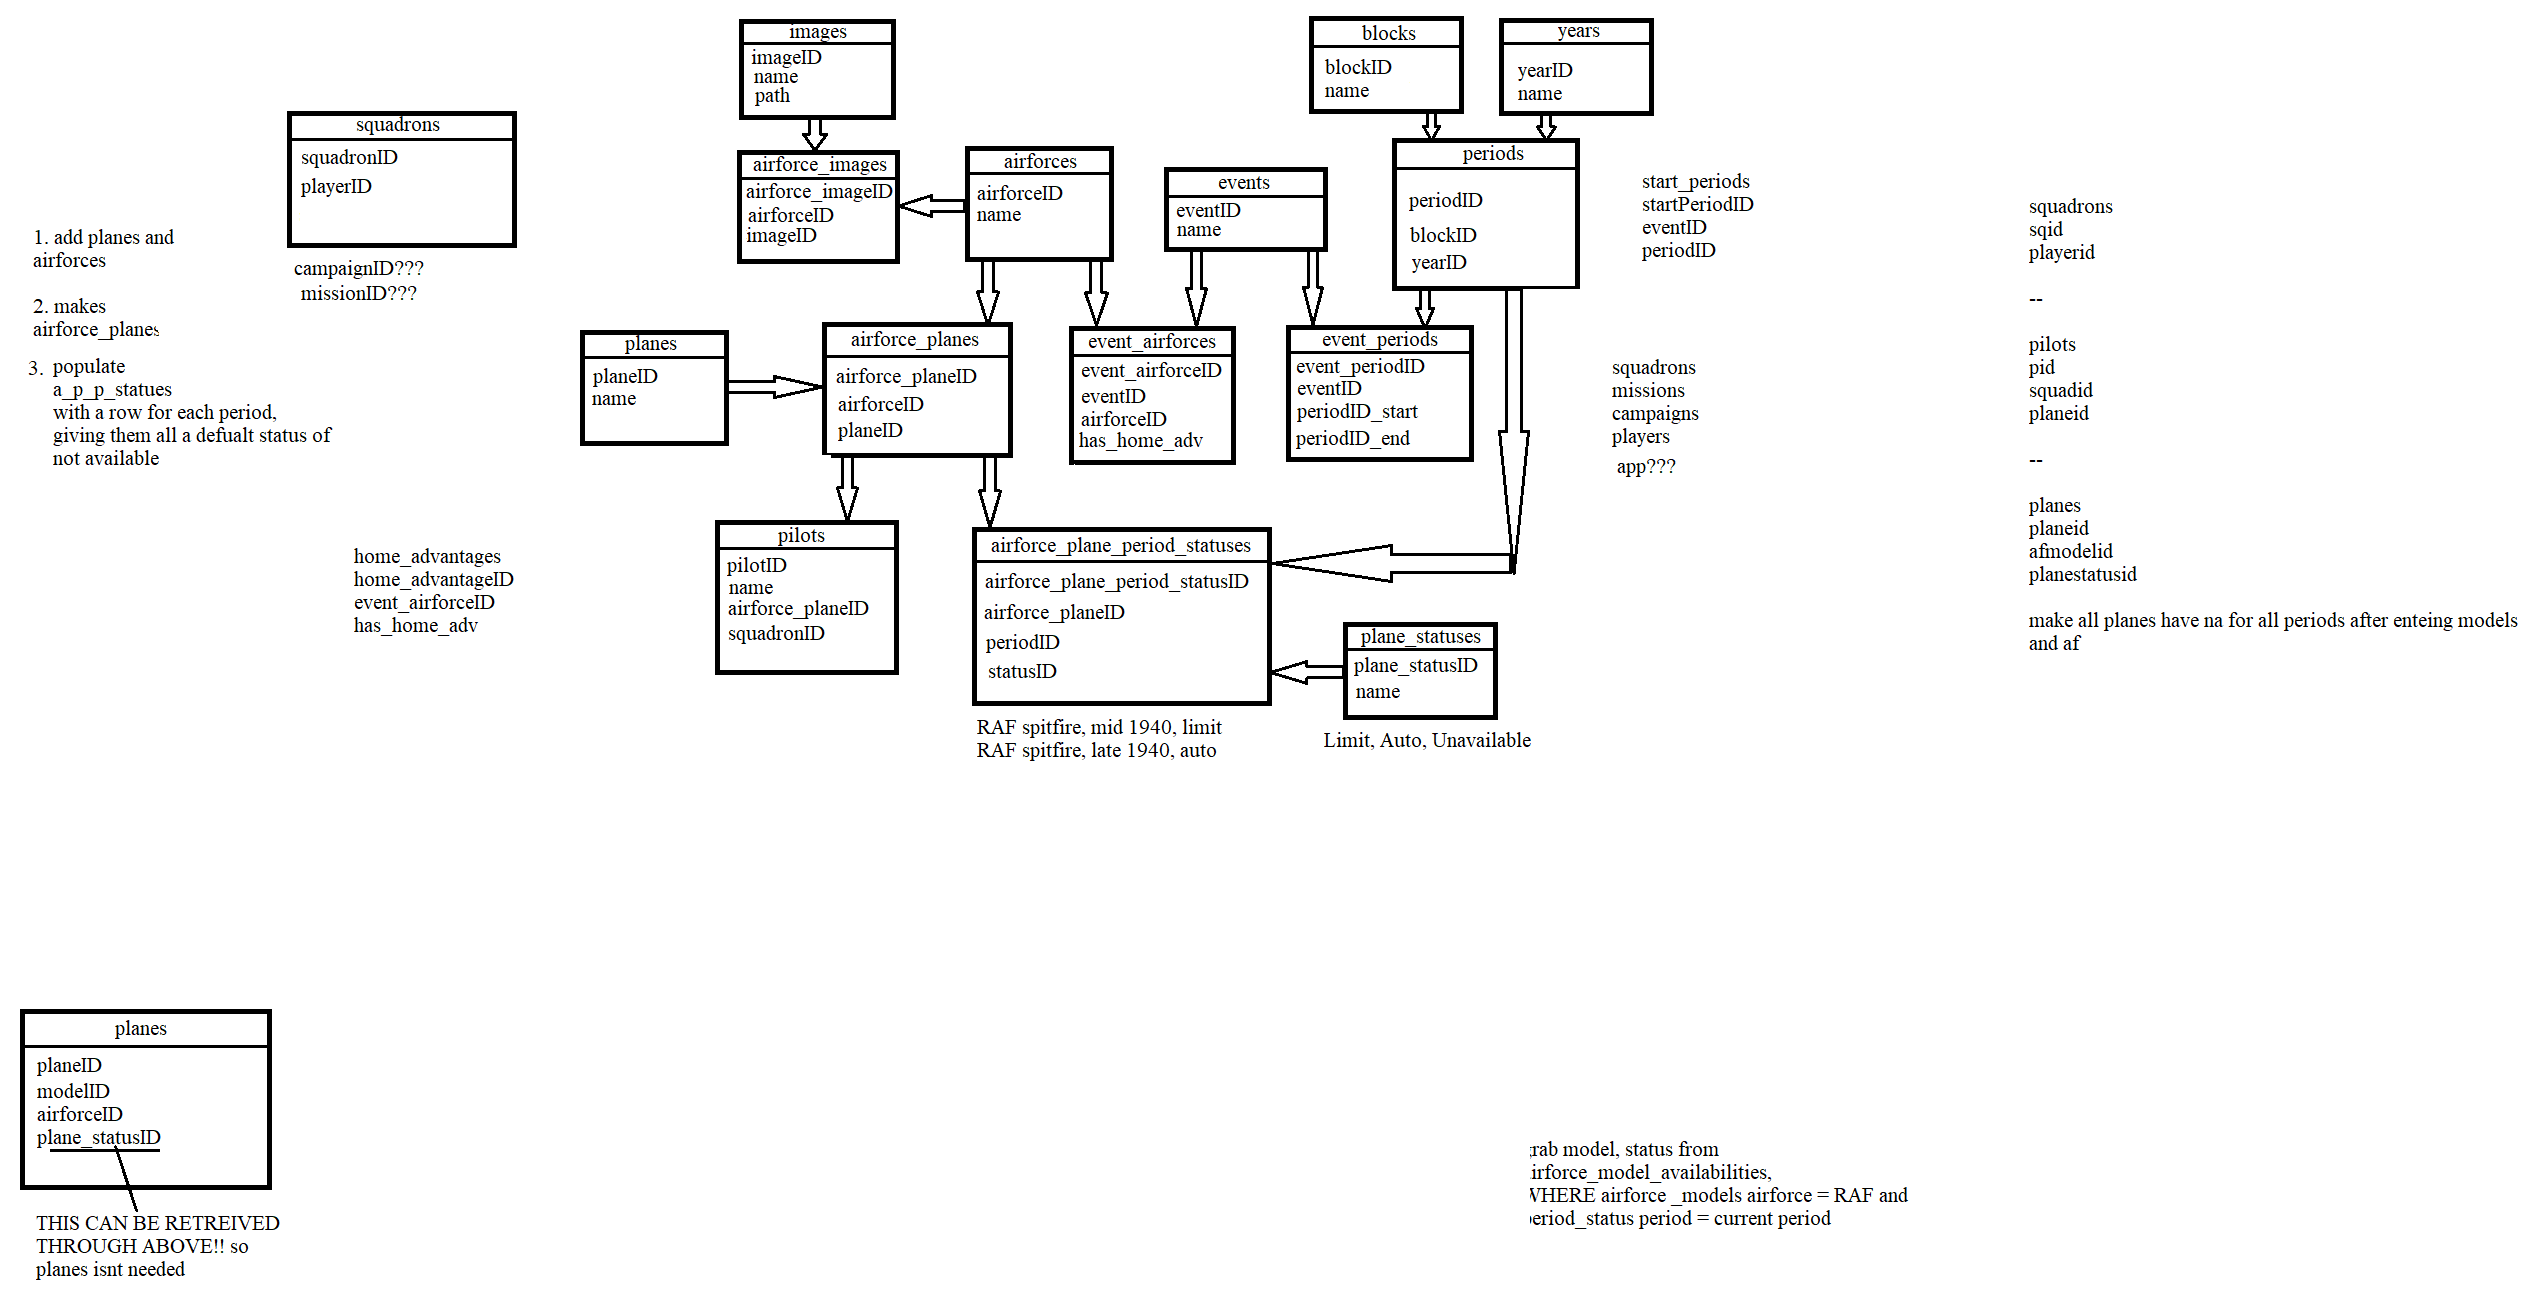 images
imageID
name
path
blocks
blockID
name
years
yearID
name
squadrons
squadronID
playerID
campaignID???
missionID???
airforce_images
airforce_imageID
airforceID
imageID
airforces
airforceID
name
events
eventID
name
periods
periodID
blockID
yearID
start_periods
startPeriodID
eventID
periodID
squadrons
sqid
playerid
--
pilots
pid
squadid
planeid
--
planes
planeid
afmodelid
planestatusid
make all planes have na for all periods after enteing models
and af
1. add planes and
airforces
2. makes
airforce_planes
3. populate
a_p_p_statues
with a row for each period,
giving them all a defualt status of
not available
planes
planeID
name
airforce_planes
airforce_planeID
airforceID
planeID
event_airforces
event_airforceID
eventID
airforceID
has_home_adv
event_periods
event_periodID
eventID
periodID_start
periodID_end
squadrons
missions
campaigns
players
app???
home_advantages
home_advantageID
event_airforceID
has_home_adv
pilots
pilotID
name
airforce_planeID
squadronID
airforce_plane_period_statuses
airforce_plane_period_statusID
airforce_planeID
periodID
statusID
RAF spitfire, mid 1940, limit
RAF spitfire, late 1940, auto
plane_statuses
plane_statusID
name
Limit, Auto, Unavailable
planes
planeID
modelID
airforceID
plane_statusID
THIS CAN BE RETREIVED
THROUGH ABOVE!! so
planes isnt needed
rab model, status from
irforce_model_availabilities,
WHERE airforce _models airforce = RAF and
period_status period = current period